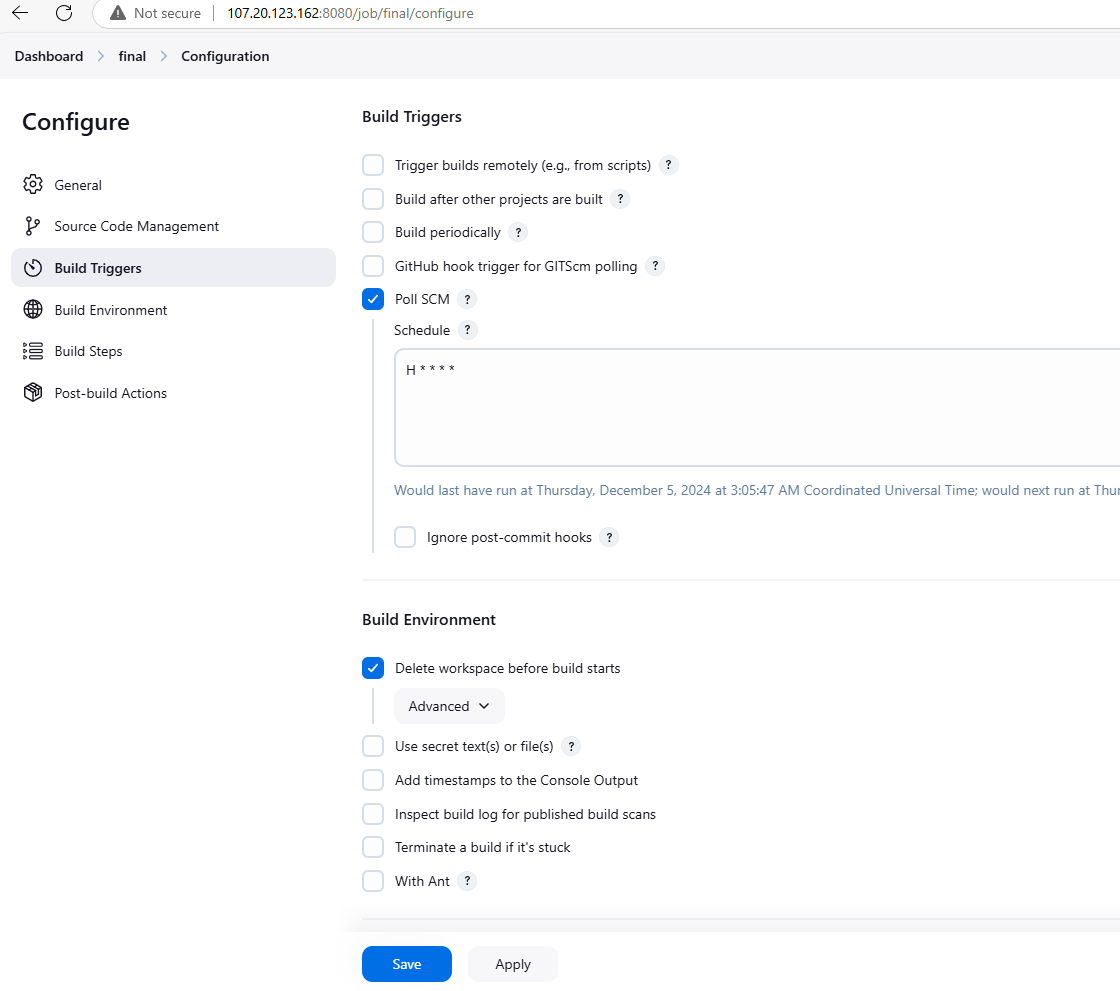 Not secure | 107.20.123.162:8080/job/final/configure
Dashboard > final > Configuration
Configure
General
Source Code Management
Build Triggers
Build Environment
Build Steps
Post-build Actions
Build Triggers
Trigger builds remotely (e.g., from scripts) ?
Build after other projects are built ?
Build periodically ?
GitHub hook trigger for GITScm polling ?
Poll SCM ?
Schedule ?
H * * * *
Would last have run at Thursday, December 5, 2024 at 3:05:47 AM Coordinated Universal Time; would next run at Thur
Ignore post-commit hooks ?
Build Environment
Delete workspace before build starts
Advanced
Use secret text(s) or file(s) ?
Add timestamps to the Console Output
Inspect build log for published build scans
Terminate a build if it's stuck
With Ant ?
Save
Apply